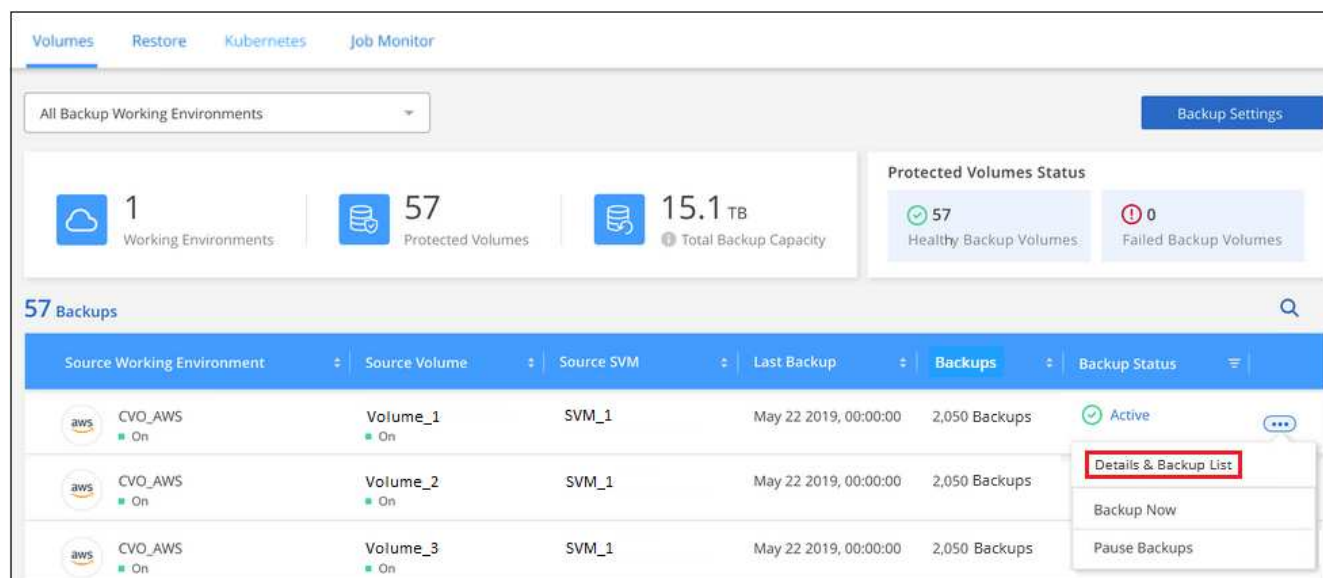 Volumes Restore Kubernetes Job Monitor
All Backup Working Environments
Backup Settings
1
Working Environments
57
Protected Volumes
15.1 TB
Total Backup Capacity
Protected Volumes Status
57
Healthy Backup Volumes
0
Failed Backup Volumes
57 Backups
Source Working Environment Source Volume Source SVM Last Backup Backups Backup Status
aws CVO_AWS Volume_1 SVM_1 May 22 2019, 00:00:00 2,050 Backups Active
On On
Details & Backup List
aws CVO_AWS Volume_2 SVM_1 May 22 2019, 00:00:00 2,050 Backups
On On
Backup Now
aws CVO_AWS Volume_3 SVM_1 May 22 2019, 00:00:00 2,050 Backups
On On
Pause Backups